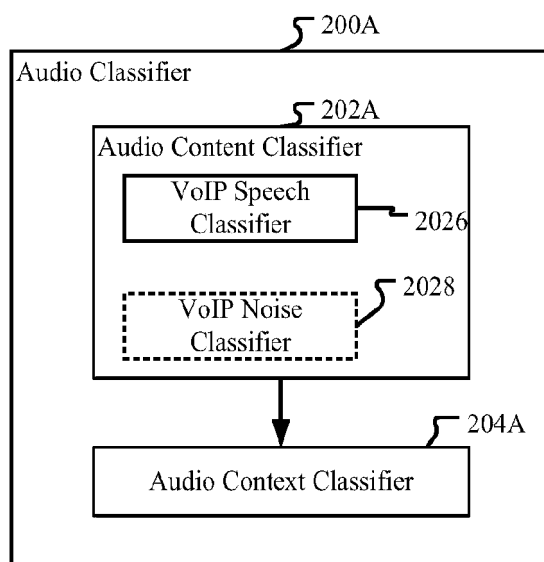 200A
Audio Classifier
202A
Audio Content Classifier
VoIP Speech
Classifier
2026
VoIP Noise
Classifier
2028
204A
Audio Context Classifier